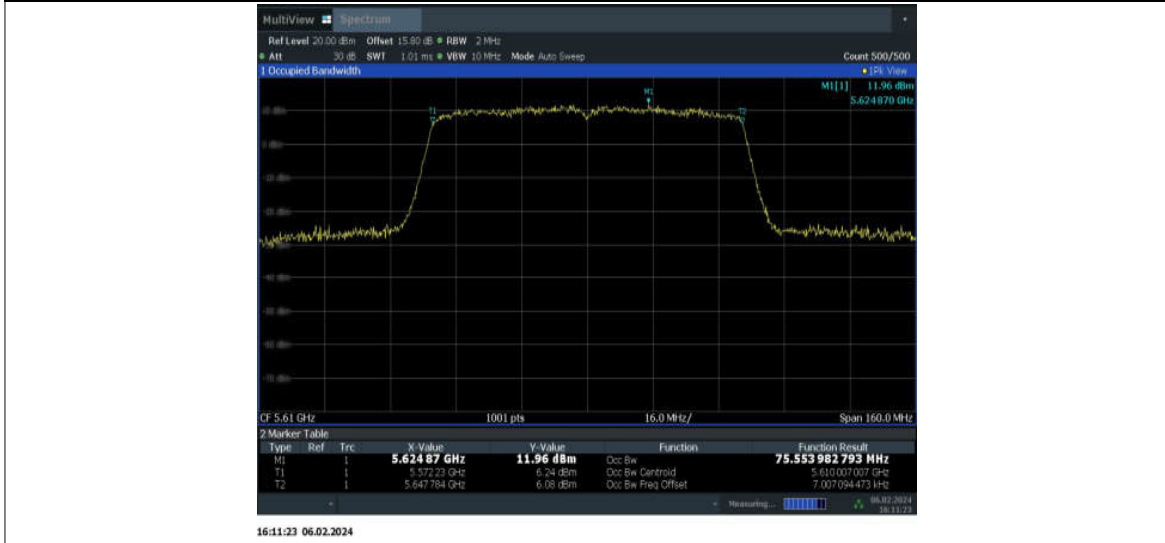 MultiView Spectrum
Ref Level 20.00 dBm Offset 15.80 dB RBW 2 MHz
Att 30 dB SWT 1.01 ms VBW 10 MHz Mode Auto Sweep Count 500/500
1 Occupied Bandwidth 1Pk View
M1[1] 11.96 dBm
5.624870 GHz
M1
T1 T2
CF 5.61 GHz 1001 pts 16.0 MHz/ Span 160.0 MHz
2 Marker Table
Type Ref Trc X-Value Y-Value Function Function Result
M1 1 5.624 87 GHz 11.96 dBm Occ Bw 75.553 982 793 MHz
T1 1 5.572 23 GHz 6.24 dBm Occ Bw Centroid 5.610 007 007 GHz
T2 1 5.647 784 GHz 6.08 dBm Occ Bw Freq Offset 7.007 094 473 kHz
Measuring... 06.02.2024
16:11:23
16:11:23 06.02.2024